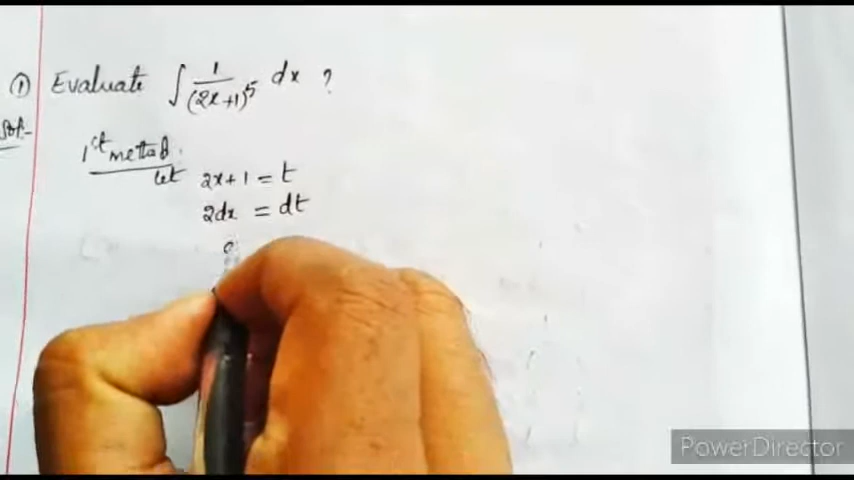 ① Evaluate ∫ 1/(2x+1)^5 dx ?
Sol:-
1st method.
let 2x+1 = t
2dx = dt
PowerDirector